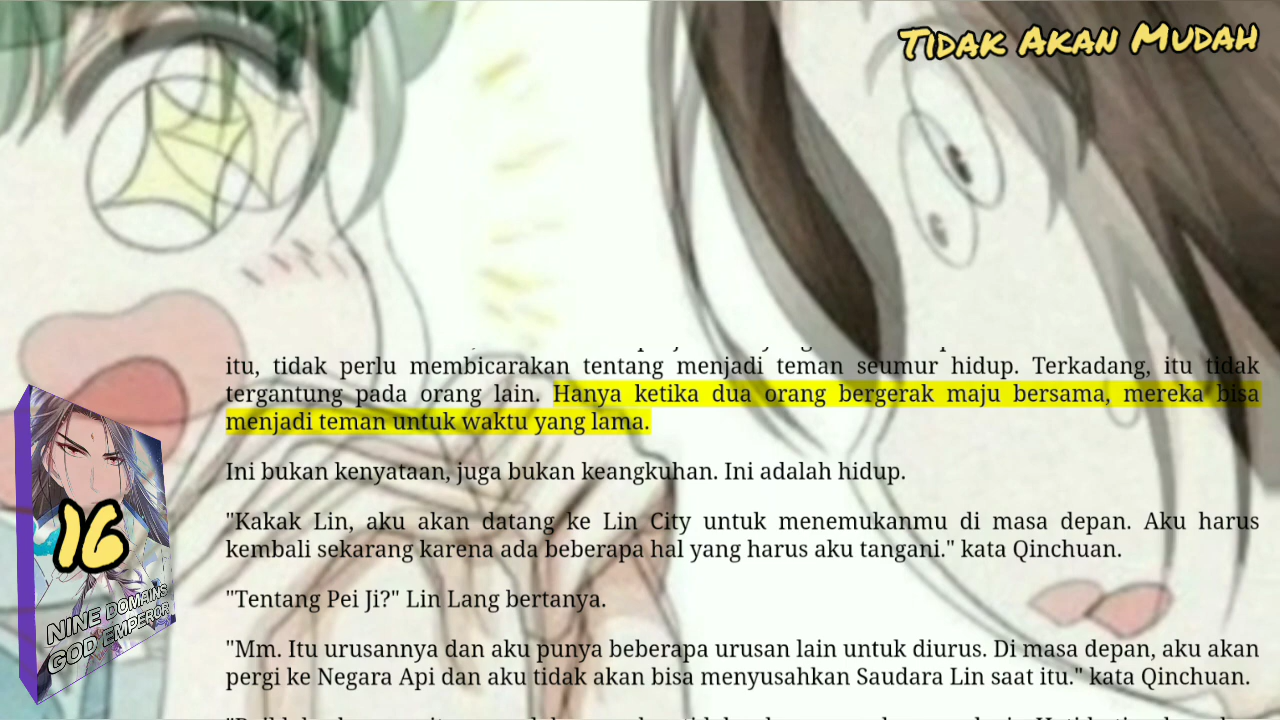 Tidak Akan Mudah
itu, tidak perlu membicarakan tentang menjadi teman seumur hidup. Terkadang, itu tidak
tergantung pada orang lain. Hanya ketika dua orang bergerak maju bersama, mereka bisa
menjadi teman untuk waktu yang lama.
Ini bukan kenyataan, juga bukan keangkuhan. Ini adalah hidup.
"Kakak Lin, aku akan datang ke Lin City untuk menemukanmu di masa depan. Aku harus
kembali sekarang karena ada beberapa hal yang harus aku tangani." kata Qinchuan.
"Tentang Pei Ji?" Lin Lang bertanya.
"Mm. Itu urusannya dan aku punya beberapa urusan lain untuk diurus. Di masa depan, aku akan
pergi ke Negara Api dan aku tidak akan bisa menyusahkan Saudara Lin saat itu." kata Qinchuan.
16
NINE DOMAINS
GOD EMPEROR